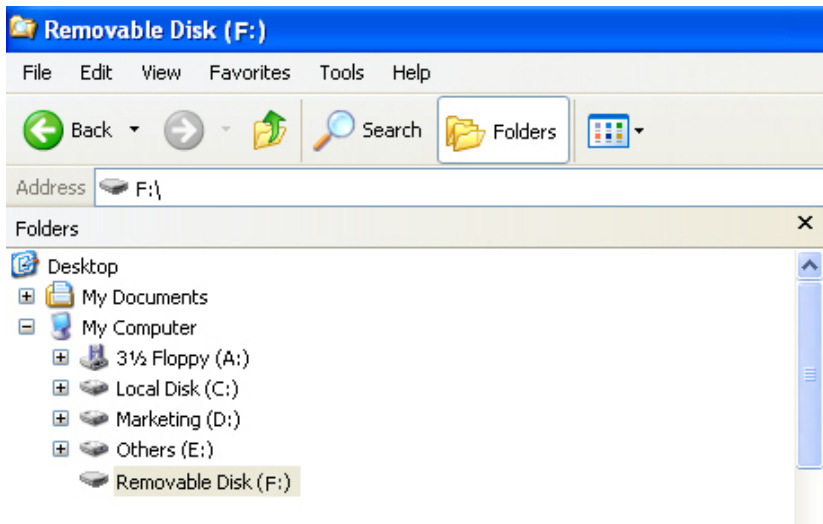 Removable Disk (F:)
File Edit View Favorites Tools Help
Back Search Folders
Address F:\
Folders
Desktop
My Documents
My Computer
3½ Floppy (A:)
Local Disk (C:)
Marketing (D:)
Others (E:)
Removable Disk (F:)